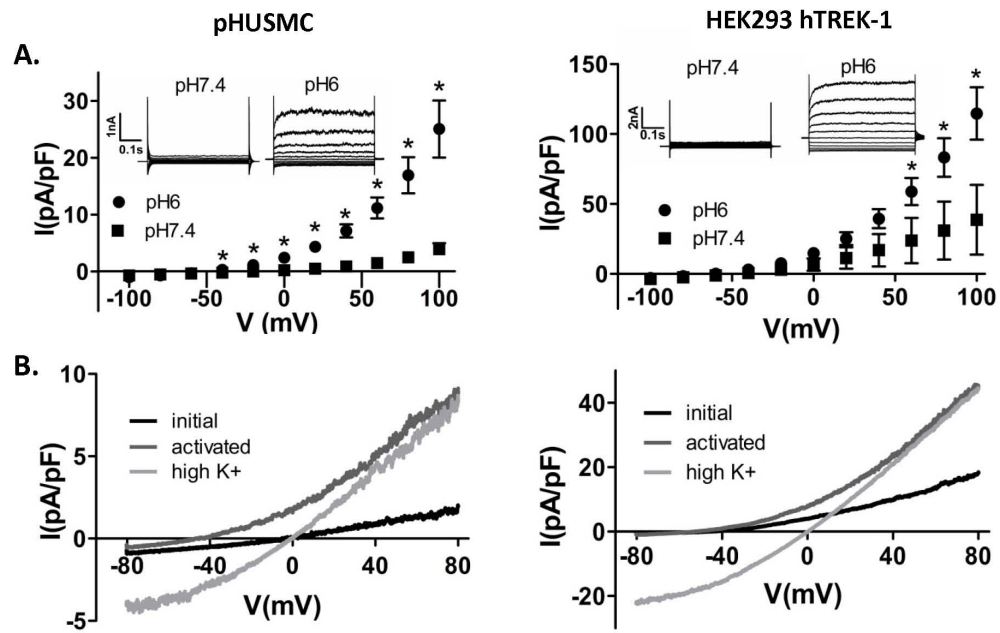 pHUSMC
HEK293 hTREK-1
A.
I(pA/pF)
30
20
10
0
pH7.4
pH6
1nA
0.1s
pH6
pH7.4
*
*
*
*
*
*
*
*
-100
-50
0
50
100
V (mV)
I(pA/pF)
150
100
50
0
pH7.4
pH6
2nA
0.1s
pH6
pH7.4
*
*
*
-100
-50
0
50
100
V(mV)
B.
I(pA/pF)
10
5
0
-5
initial
activated
high K+
-80
-40
0
40
80
V(mV)
I(pA/pF)
40
20
0
-20
initial
activated
high K+
-80
-40
0
40
80
V(mV)